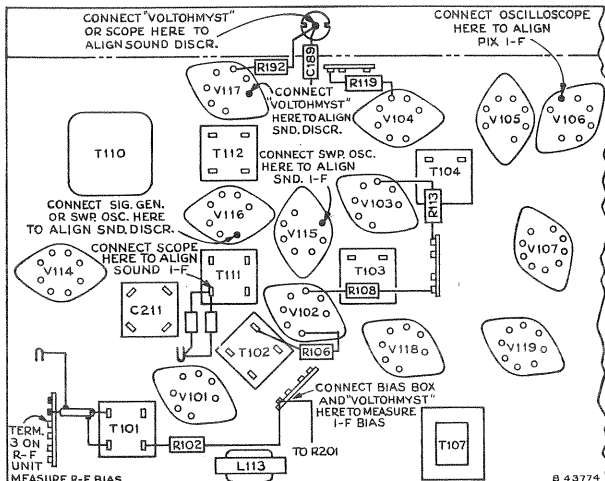 CONNECT "VOLTOHMYST"
OR SCOPE HERE TO
ALIGN SOUND DISCR.
CONNECT OSCILLOSCOPE
HERE TO ALIGN
PIX I-F
R192
C189
R119
V117
CONNECT
"VOLTOHMYST"
HERE TO ALIGN
SND. DISCR.
V104
V105
V106
T110
T112
CONNECT SWP. OSC.
HERE TO ALIGN
SND. I-F
T104
R113
V103
CONNECT SIG. GEN.
OR SWP. OSC. HERE
TO ALIGN SND. DISCR.
V116
V115
V107
CONNECT SCOPE
HERE TO ALIGN
SOUND I-F
V114
T111
T103
R108
C211
V102
T102
R106
V118
V119
V101
CONNECT BIAS BOX
AND "VOLTOHMYST"
HERE TO MEASURE
I-F BIAS
TERM.
3 ON
R-F
UNIT
MEASURE R-F BIAS
T101
R102
TO R201
L113
T107
B 43774